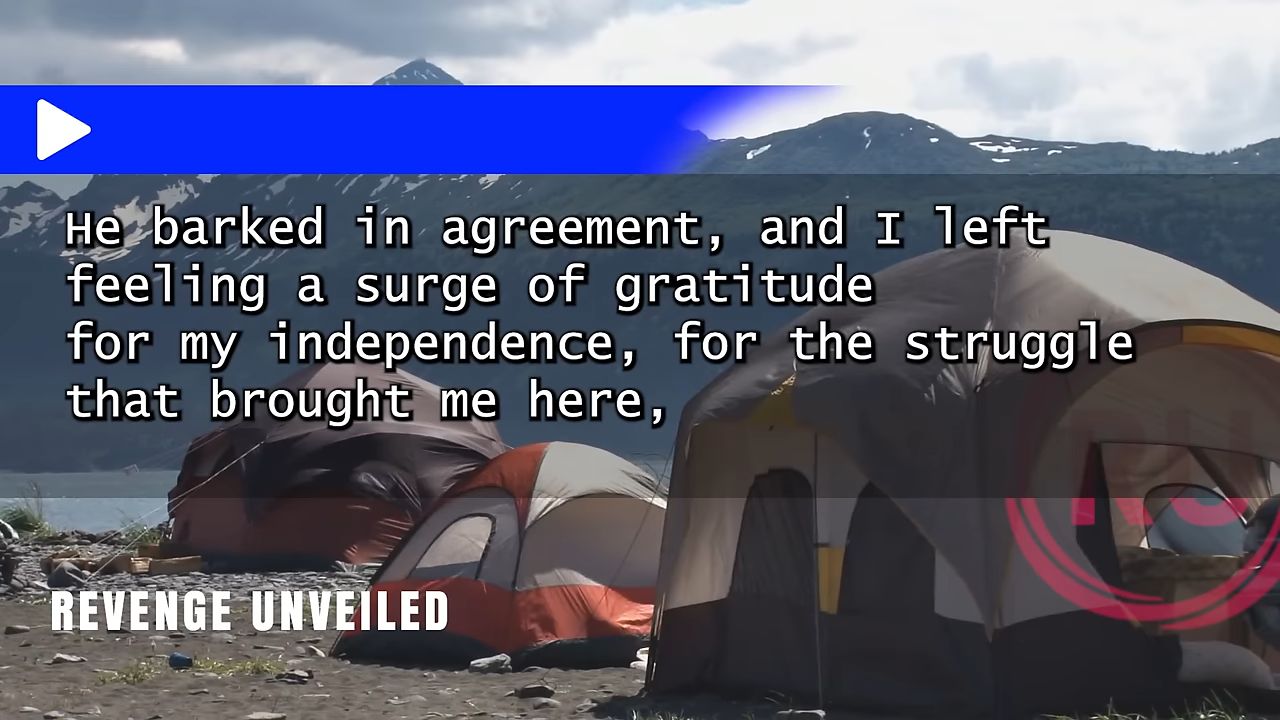 He barked in agreement, and I left
feeling a surge of gratitude
for my independence, for the struggle
that brought me here,
REVENGE UNVEILED
RU